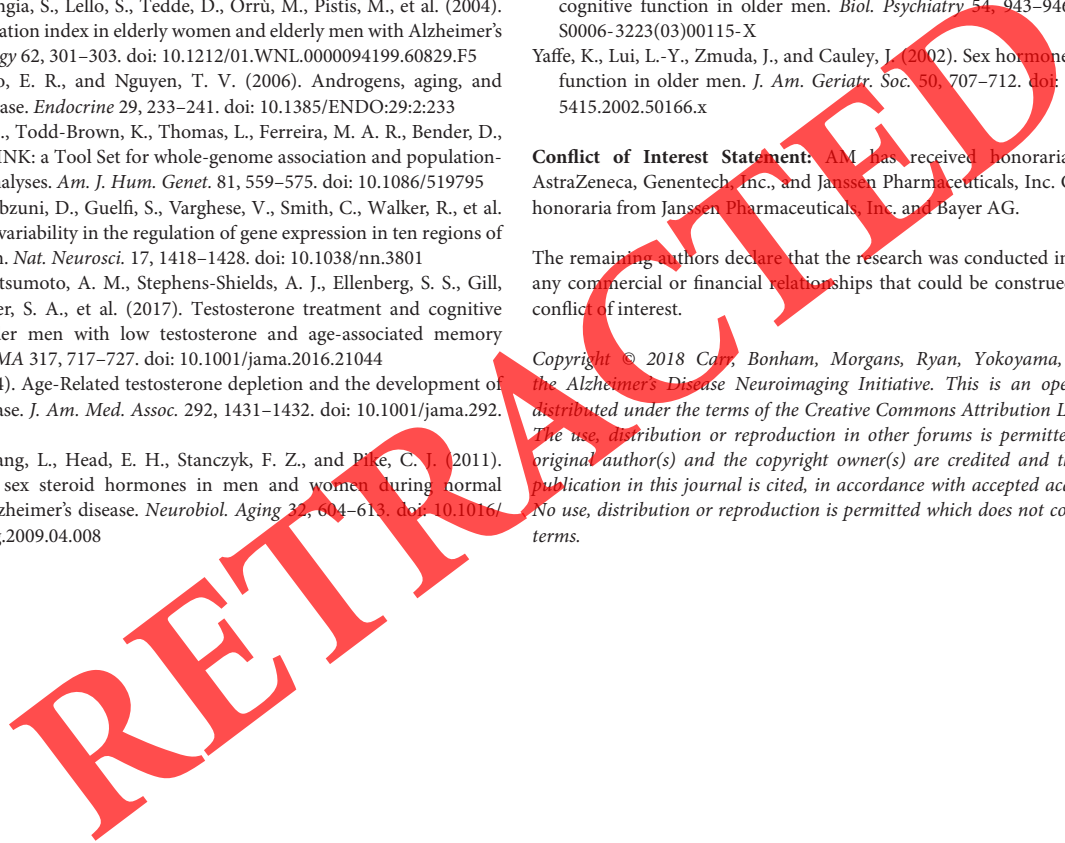 ngia, S., Lello, S., Tedde, D., Orrù, M., Pistis, M., et al. (2004).
ation index in elderly women and elderly men with Alzheimer's
gy 62, 301–303. doi: 10.1212/01.WNL.0000094199.60829.F5
o, E. R., and Nguyen, T. V. (2006). Androgens, aging, and
ase. Endocrine 29, 233–241. doi: 10.1385/ENDO:29:2:233
., Todd-Brown, K., Thomas, L., Ferreira, M. A. R., Bender, D.,
INK: a Tool Set for whole-genome association and population-
alyses. Am. J. Hum. Genet. 81, 559–575. doi: 10.1086/519795
bzuni, D., Guelfi, S., Varghese, V., Smith, C., Walker, R., et al.
variability in the regulation of gene expression in ten regions of
n. Nat. Neurosci. 17, 1418–1428. doi: 10.1038/nn.3801
tsumoto, A. M., Stephens-Shields, A. J., Ellenberg, S. S., Gill,
er, S. A., et al. (2017). Testosterone treatment and cognitive
er men with low testosterone and age-associated memory
MA 317, 717–727. doi: 10.1001/jama.2016.21044
4). Age-Related testosterone depletion and the development of
ase. J. Am. Med. Assoc. 292, 1431–1432. doi: 10.1001/jama.292.
ang, L., Head, E. H., Stanczyk, F. Z., and Pike, C. J. (2011).
sex steroid hormones in men and women during normal
zheimer's disease. Neurobiol. Aging 32, 604–613. doi: 10.1016/
g.2009.04.008
cognitive function in older men. Biol. Psychiatry 54, 943–946
S0006-3223(03)00115-X
Yaffe, K., Lui, L.-Y., Zmuda, J., and Cauley, J. (2002). Sex hormone
function in older men. J. Am. Geriatr. Soc. 50, 707–712. doi:
5415.2002.50166.x
Conflict of Interest Statement: AM has received honoraria
AstraZeneca, Genentech, Inc., and Janssen Pharmaceuticals, Inc.
honoraria from Janssen Pharmaceuticals, Inc. and Bayer AG.
The remaining authors declare that the research was conducted in
any commercial or financial relationships that could be construe
conflict of interest.
Copyright © 2018 Carr, Bonham, Morgans, Ryan, Yokoyama,
the Alzheimer's Disease Neuroimaging Initiative. This is an ope
distributed under the terms of the Creative Commons Attribution L
The use, distribution or reproduction in other forums is permitte
original author(s) and the copyright owner(s) are credited and th
publication in this journal is cited, in accordance with accepted aca
No use, distribution or reproduction is permitted which does not co
terms.
RETRACTED